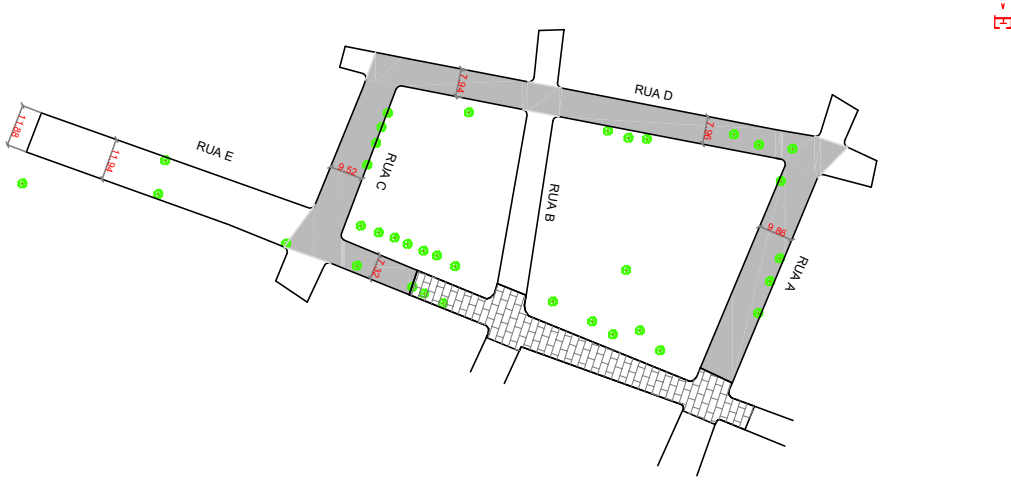 E
7.94
RUA D
7.96
11.88
11.94
RUA E
9.52
RUA C
RUA B
9.86
RUA A
7.32